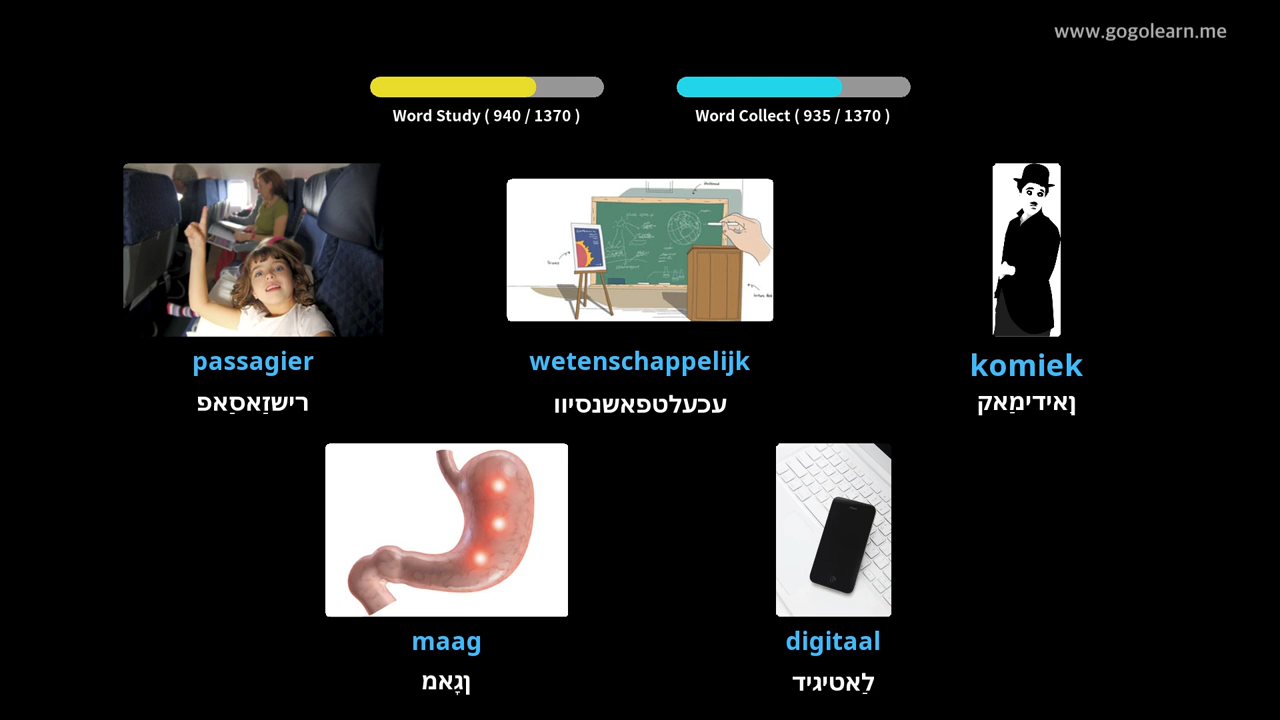 www.gogolearn.me
Word Study ( 940 / 1370 )
Word Collect ( 935 / 1370 )
passagier
wetenschappelijk
komiek
רישזַאסַאפ
עכעלטפאשנסיוו
ןָאידימַאק
maag
digitaal
ןגָאמ
לַאטיגיד